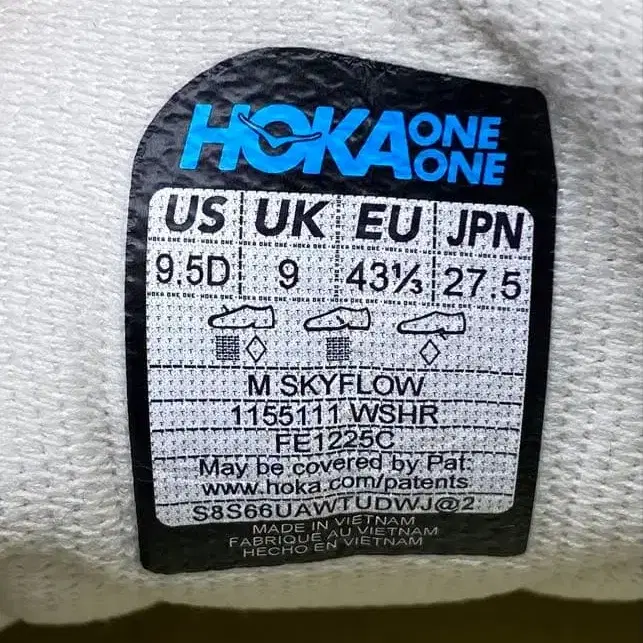 HOKA ONE ONE
US UK EU JPN
9.5D 9 43⅓ 27.5
M SKYFLOW
1155111 WSHR
FE1225C
May be covered by Pat.
www.hoka.com/patents
S8S66UAWTUDWJ@2
MADE IN VIETNAM
FABRIQUÉ AU VIETNAM
HECHO EN VIETNAM